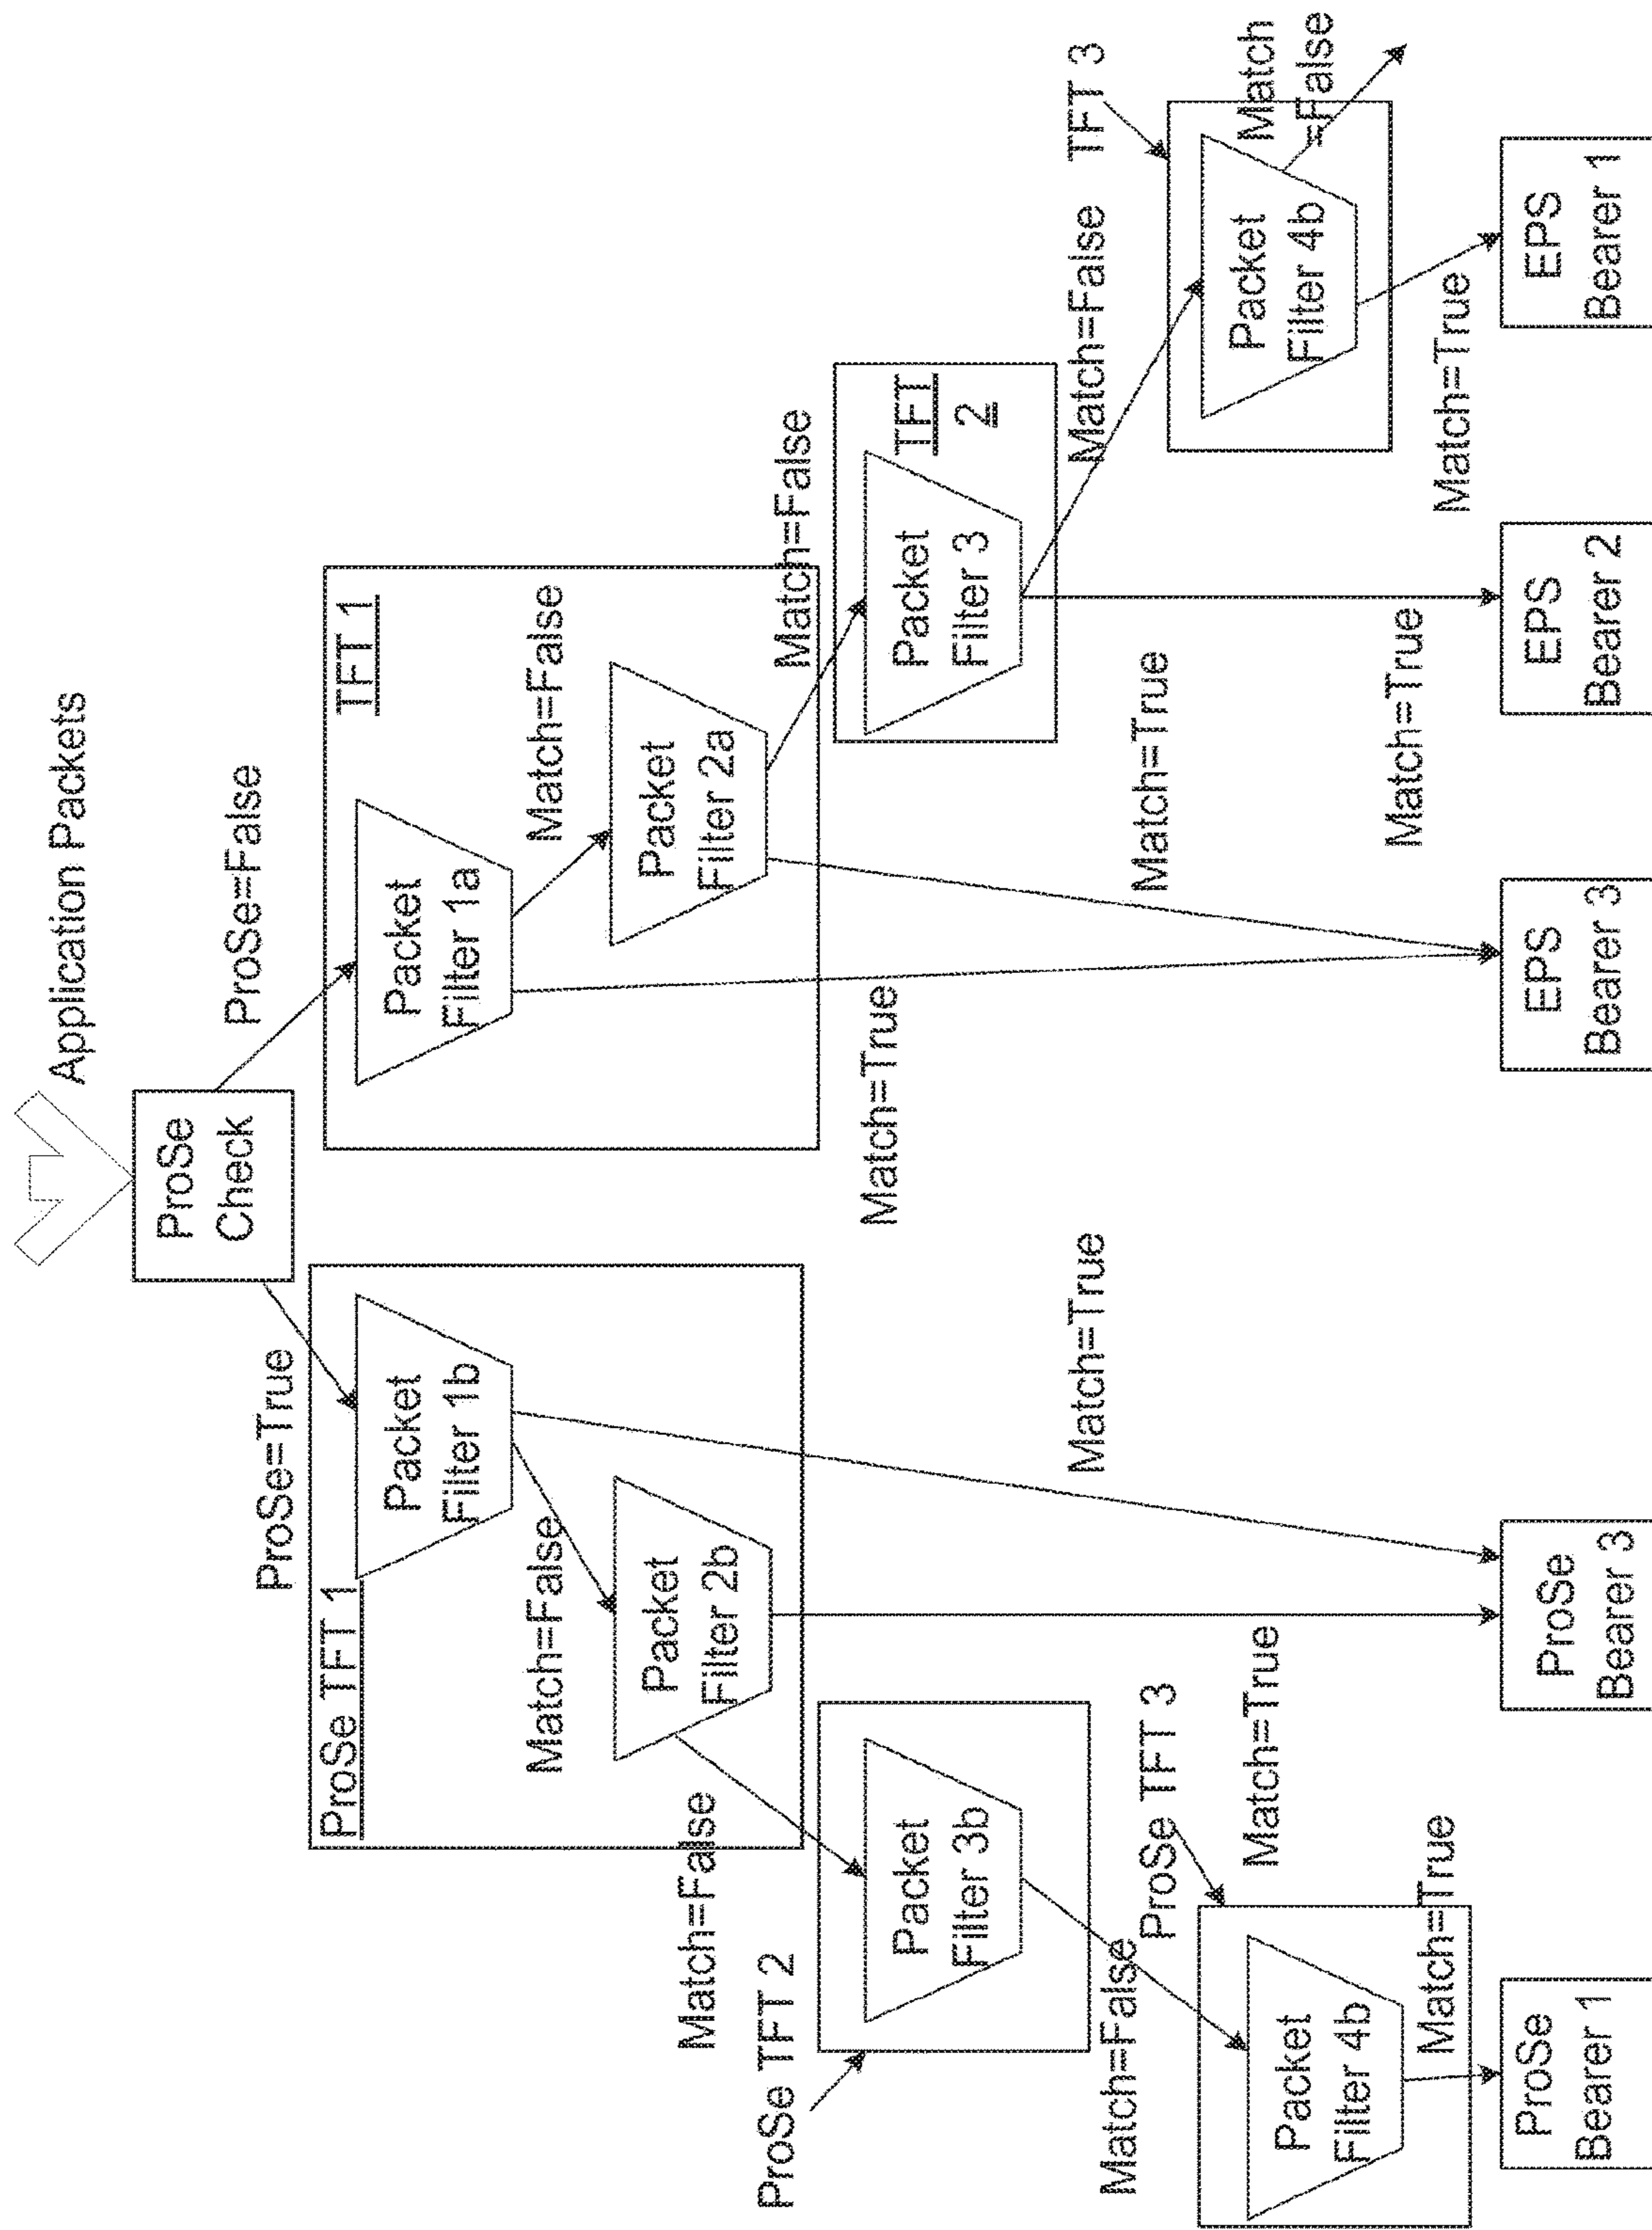 Application Packets
ProSe
Check
ProSe=True
ProSe=False
ProSe TFT 1
Packet
Filter 1b
Match=False
Packet
Filter 2b
TFT 1
Packet
Filter 1a
Match=False
Packet
Filter 2a
Match=False
ProSe TFT 2
Packet
Filter 3b
Match=True
Match=False
TFT
2
Packet
Filter 3
Match=False
ProSe TFT 3
Match=True
Match=True
Match=False
TFT 3
Packet
Filter 4b
Match=True
Match=True
Packet
Filter 4b
Match
=False
Match=True
Match=True
ProSe
Bearer 1
ProSe
Bearer 3
EPS
Bearer 3
EPS
Bearer 2
EPS
Bearer 1